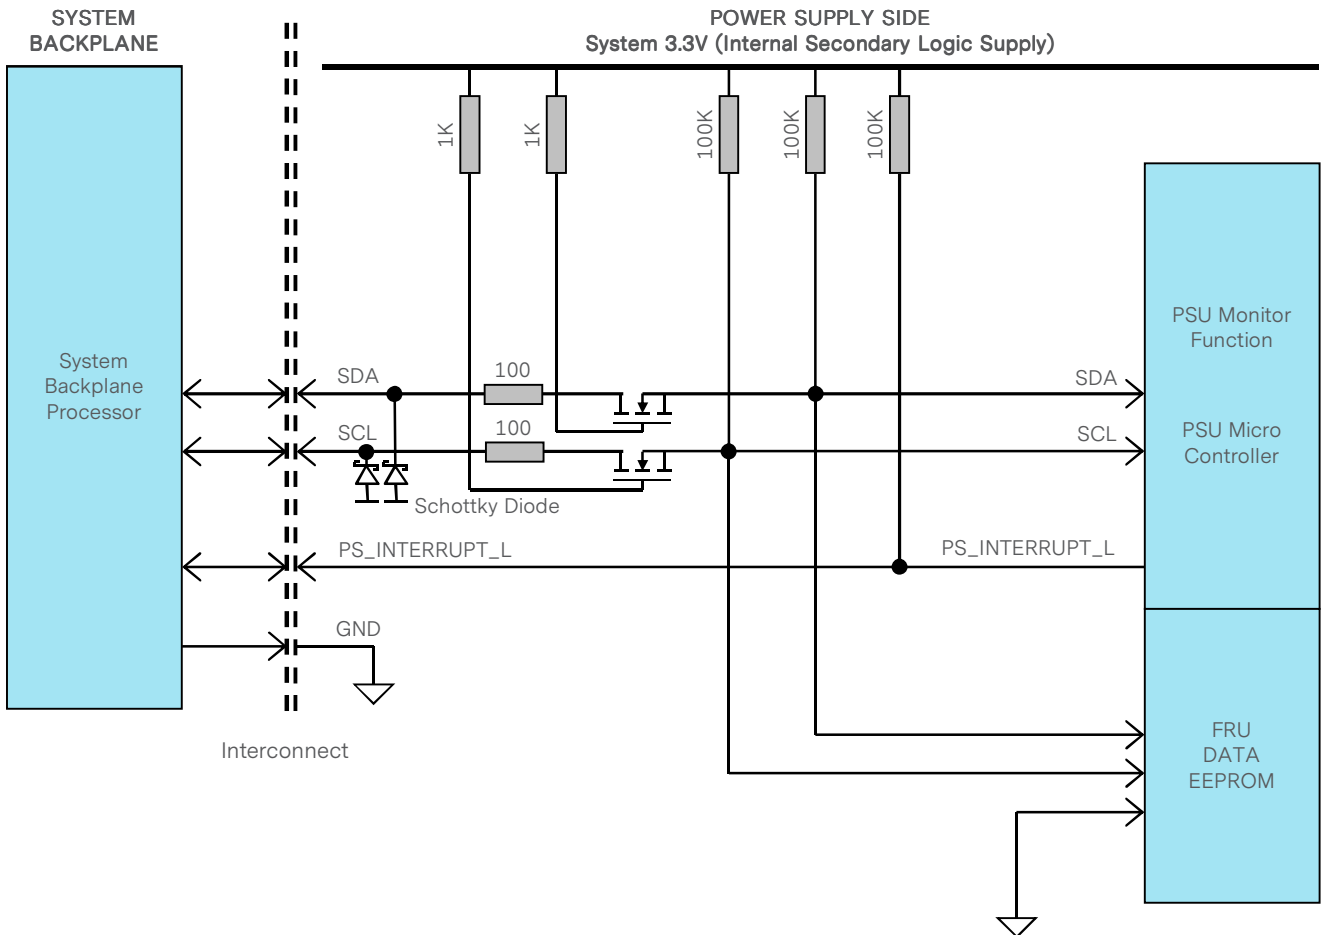 SYSTEM
BACKPLANE
POWER SUPPLY SIDE
System 3.3V (Internal Secondary Logic Supply)
1K
1K
100K
100K
100K
System
Backplane
Processor
SDA
100
SCL
100
Schottky Diode
PS_INTERRUPT_L
GND
Interconnect
SDA
SCL
PS_INTERRUPT_L
PSU Monitor
Function
PSU Micro
Controller
FRU
DATA
EEPROM